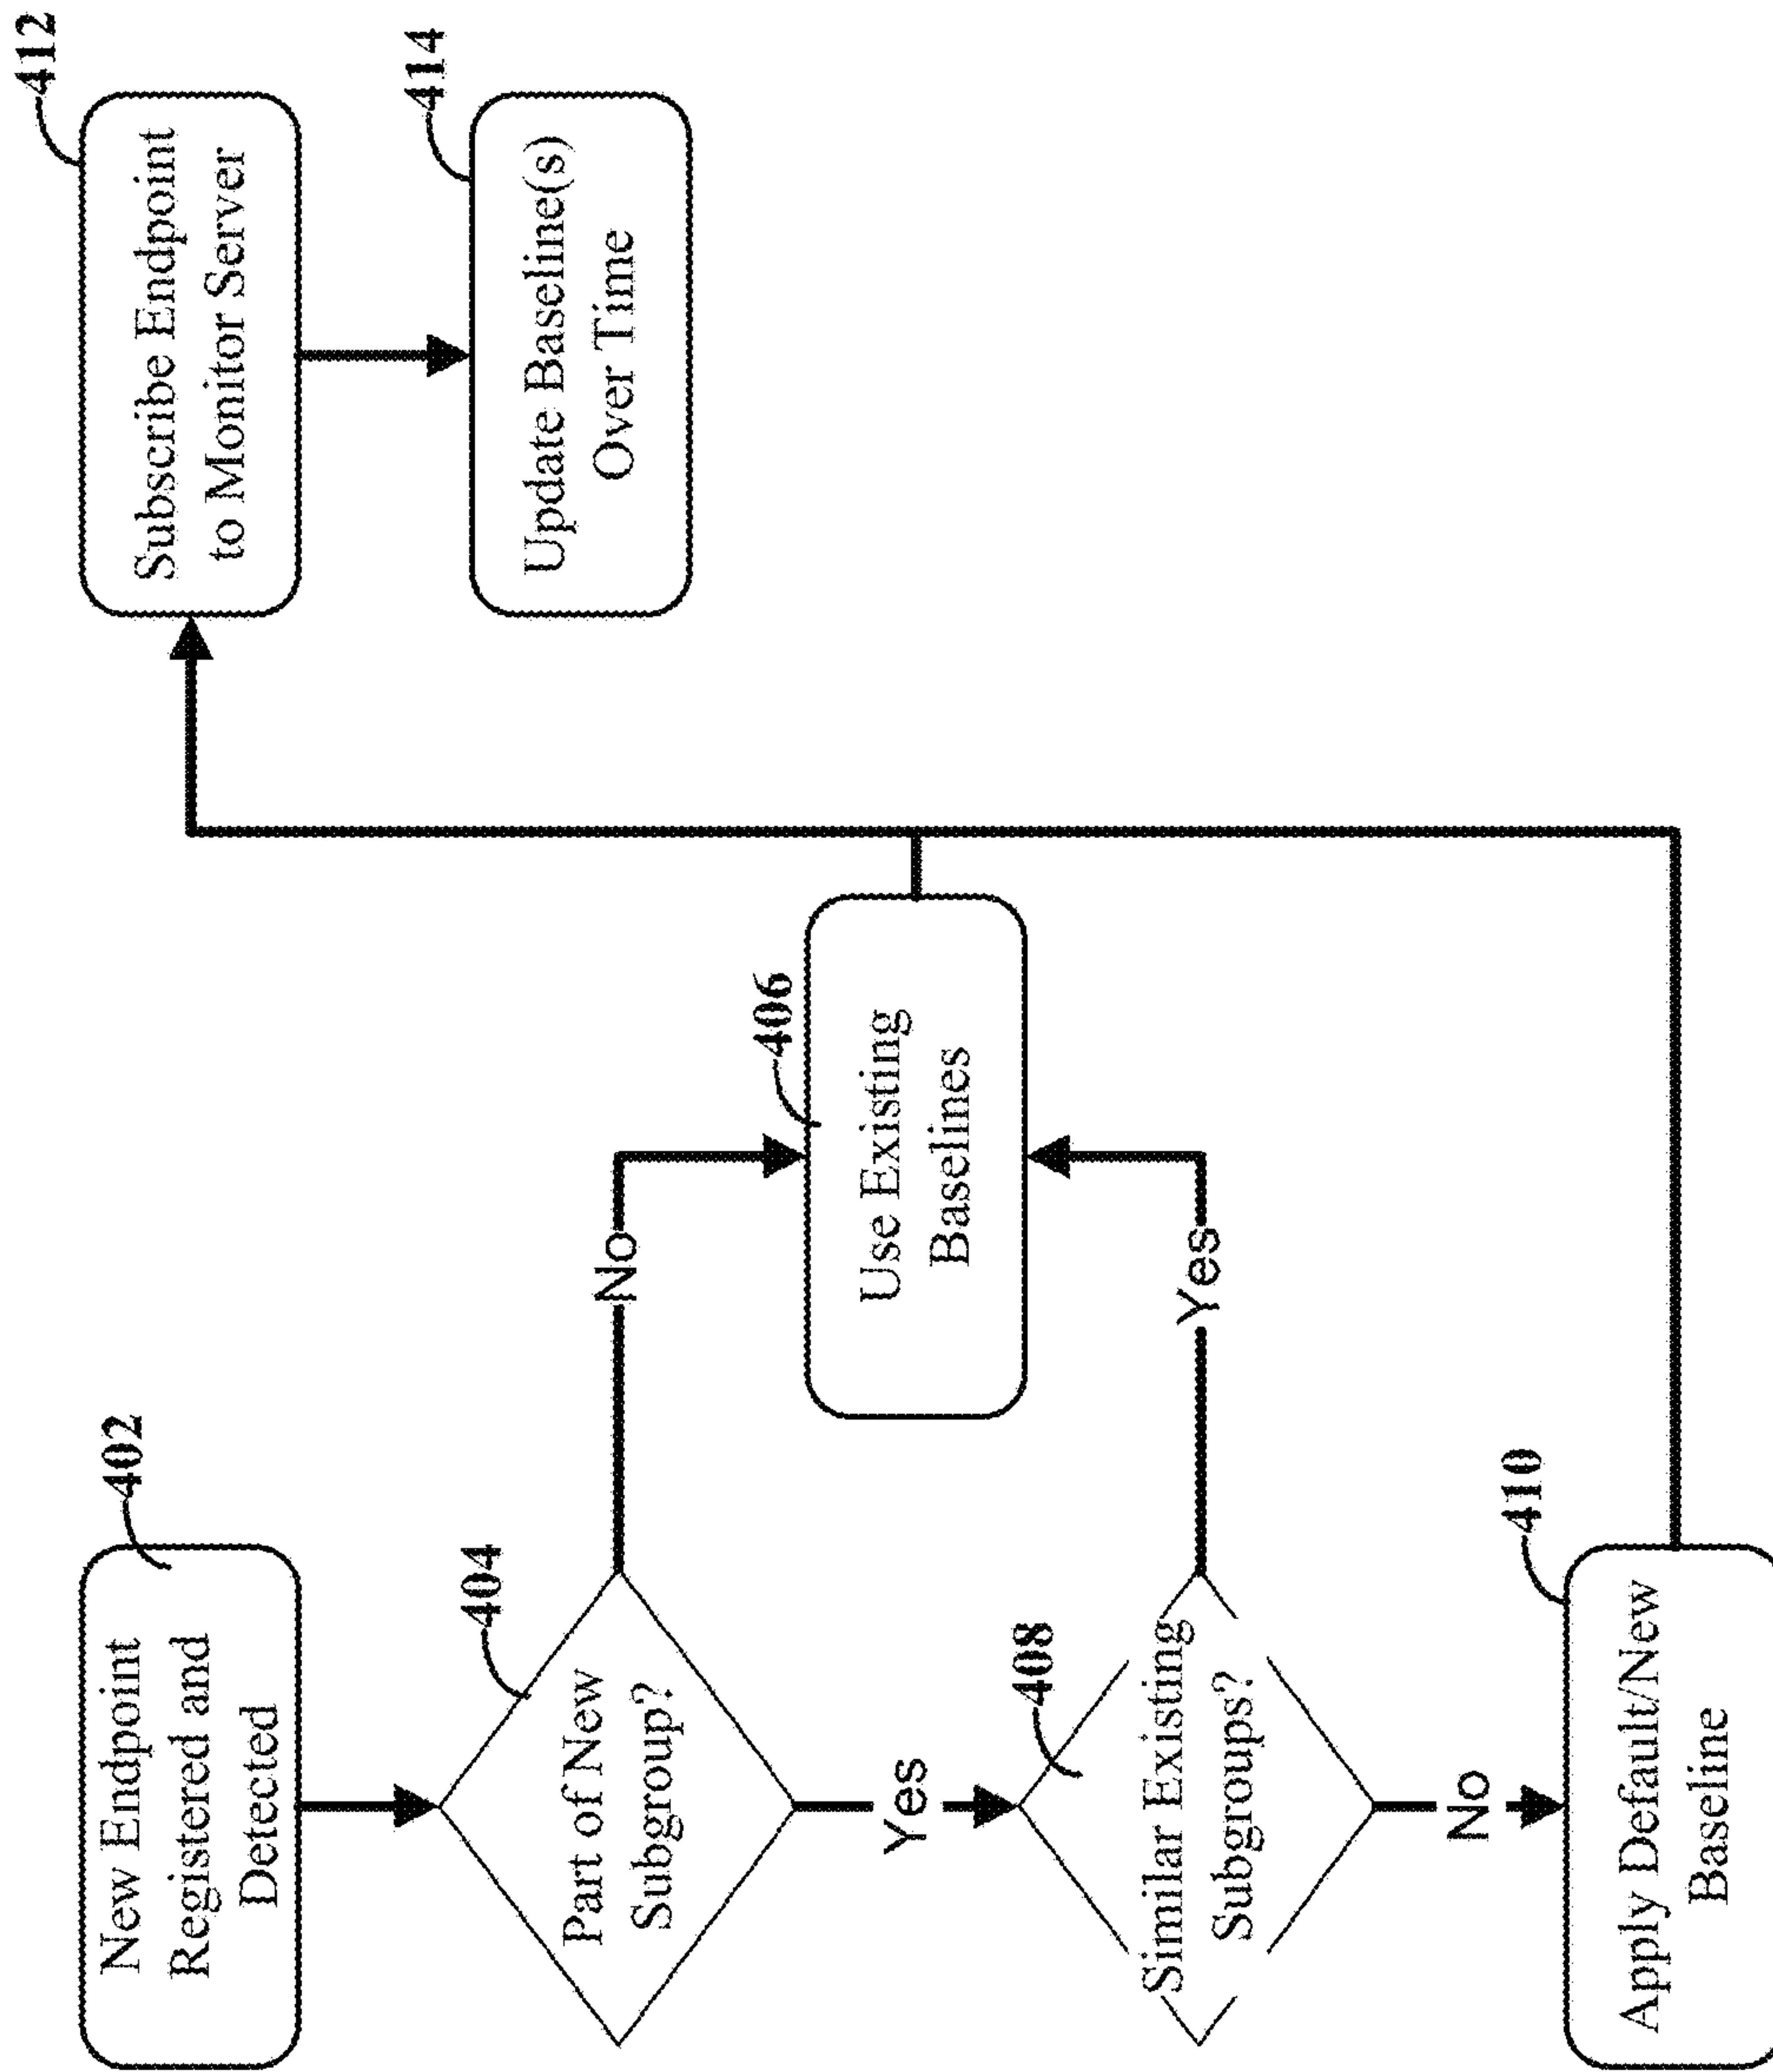 402
New Endpoint
Registered and
Detected
404
Part of New
Subgroup?
No
Yes
406
Use Existing
Baselines
408
Similar Existing
Subgroups?
Yes
No
410
Apply Default/New
Baseline
412
Subscribe Endpoint
to Monitor Server
414
Update Baseline(s)
Over Time